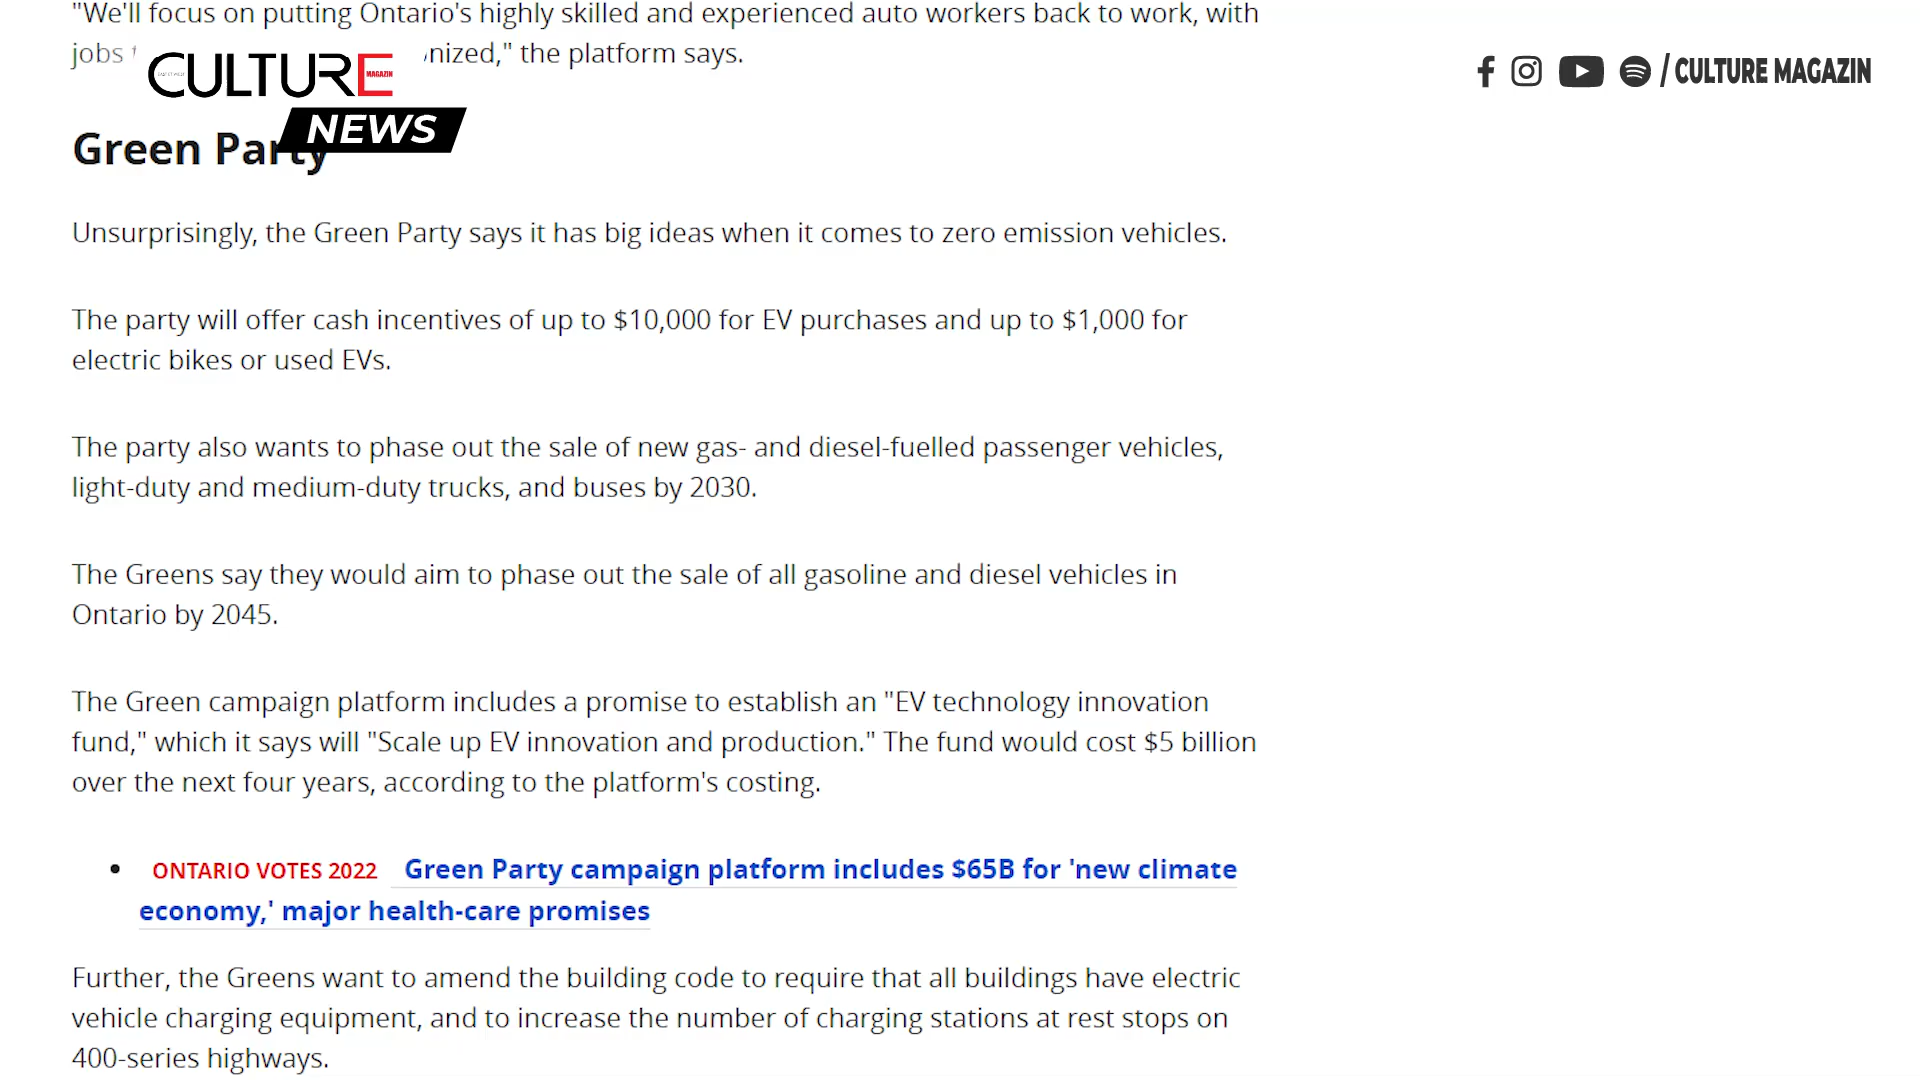 "We'll focus on putting Ontario's highly skilled and experienced auto workers back to work, with
jobs nized," the platform says.
CULTURE
MAGAZIN
NEWS
/ CULTURE MAGAZIN
Green Party
Unsurprisingly, the Green Party says it has big ideas when it comes to zero emission vehicles.
The party will offer cash incentives of up to $10,000 for EV purchases and up to $1,000 for
electric bikes or used EVs.
The party also wants to phase out the sale of new gas- and diesel-fuelled passenger vehicles,
light-duty and medium-duty trucks, and buses by 2030.
The Greens say they would aim to phase out the sale of all gasoline and diesel vehicles in
Ontario by 2045.
The Green campaign platform includes a promise to establish an "EV technology innovation
fund," which it says will "Scale up EV innovation and production." The fund would cost $5 billion
over the next four years, according to the platform's costing.
• ONTARIO VOTES 2022 Green Party campaign platform includes $65B for 'new climate
economy,' major health-care promises
Further, the Greens want to amend the building code to require that all buildings have electric
vehicle charging equipment, and to increase the number of charging stations at rest stops on
400-series highways.